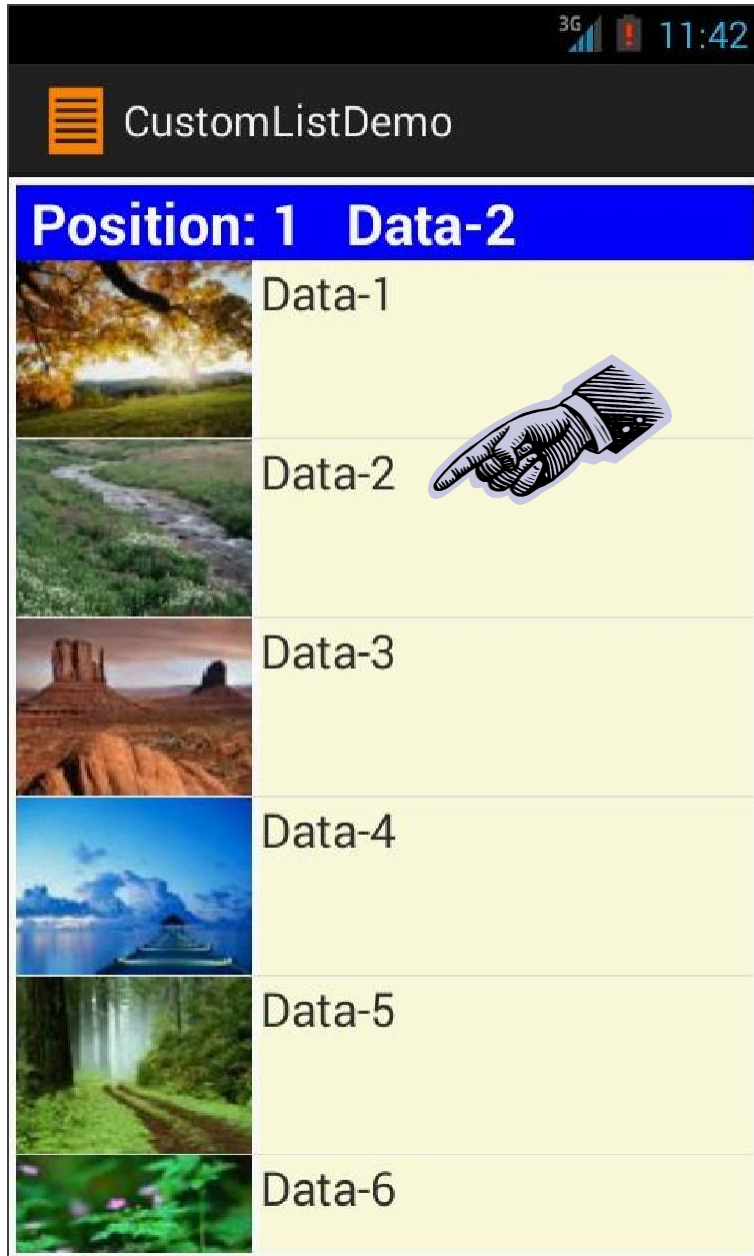 3G 11:42
CustomListDemo
Position: 1 Data-2
Data-1
Data-2
Data-3
Data-4
Data-5
Data-6